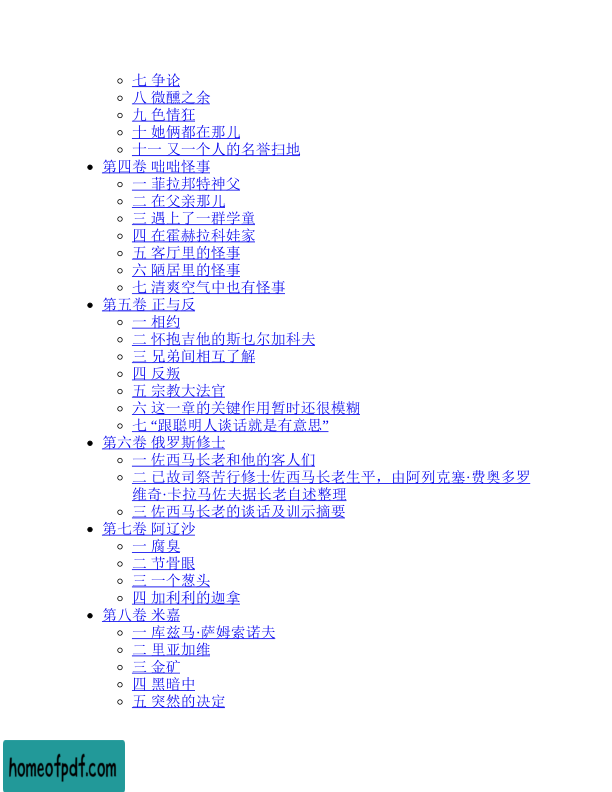 七 争论
八 微醺之余
九 色情狂
十 她俩都在那儿
十一 又一个人的名誉扫地
第四卷 咄咄怪事
一 菲拉邦特神父
二 在父亲那儿
三 遇上了一群学童
四 在霍赫拉科娃家
五 客厅里的怪事
六 陋居里的怪事
七 清爽空气中也有怪事
第五卷 正与反
一 相约
二 怀抱吉他的斯乜尔加科夫
三 兄弟间相互了解
四 反叛
五 宗教大法官
六 这一章的关键作用暂时还很模糊
七 “跟聪明人谈话就是有意思”
第六卷 俄罗斯修士
一 佐西马长老和他的客人们
二 已故司祭苦行修士佐西马长老生平，由阿列克塞·费奥多罗
维奇·卡拉马佐夫据长老自述整理
三 佐西马长老的谈话及训示摘要
第七卷 阿辽沙
一 腐臭
二 节骨眼
三 一个葱头
四 加利利的迦拿
第八卷 米嘉
一 库兹马·萨姆索诺夫
二 里亚加维
三 金矿
四 黑暗中
五 突然的决定
homeofpdf.com